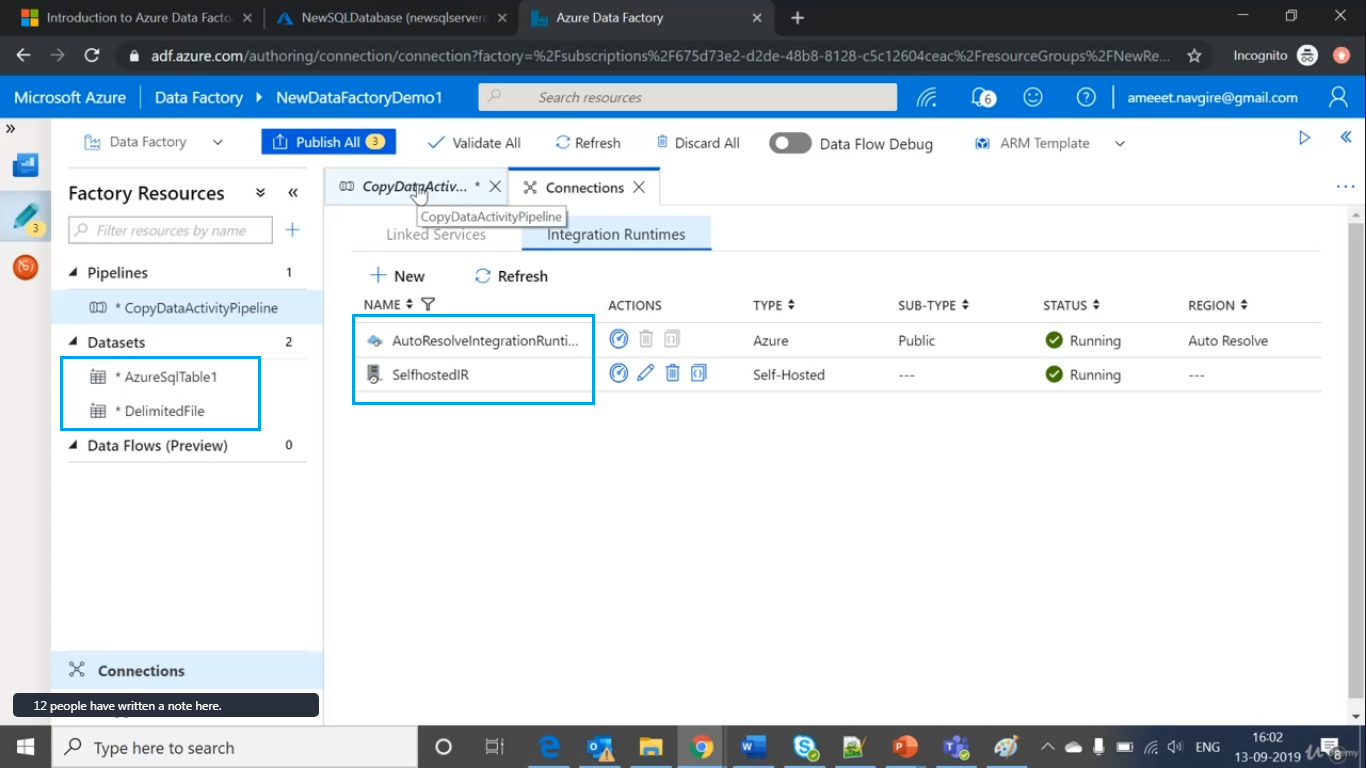 Introduction to Azure Data Facto
NewSQLDatabase (newsqlserver
Azure Data Factory
adf.azure.com/authoring/connection/connection?factory=%2Fsubscriptions%2F675d73e2-d2de-48b8-8128-c5c12604ceac%2FresourceGroups%2FNewRe...
Incognito
Microsoft Azure
Data Factory
NewDataFactoryDemo1
Search resources
6
ameeet.navgire@gmail.com
Data Factory
Publish All 3
Validate All
Refresh
Discard All
Data Flow Debug
ARM Template
Factory Resources
CopyDataActiv... *
Connections
CopyDataActivityPipeline
3
Filter resources by name
Linked Services
Integration Runtimes
Pipelines 1
New
Refresh
* CopyDataActivityPipeline
NAME ACTIONS TYPE SUB-TYPE STATUS REGION
Datasets 2
AutoResolveIntegrationRunti... Azure Public Running Auto Resolve
* AzureSqlTable1
SelfhostedIR Self-Hosted --- Running ---
* DelimitedFile
Data Flows (Preview) 0
Connections
12 people have written a note here.
Type here to search
ENG
16:02
13-09-2019
8